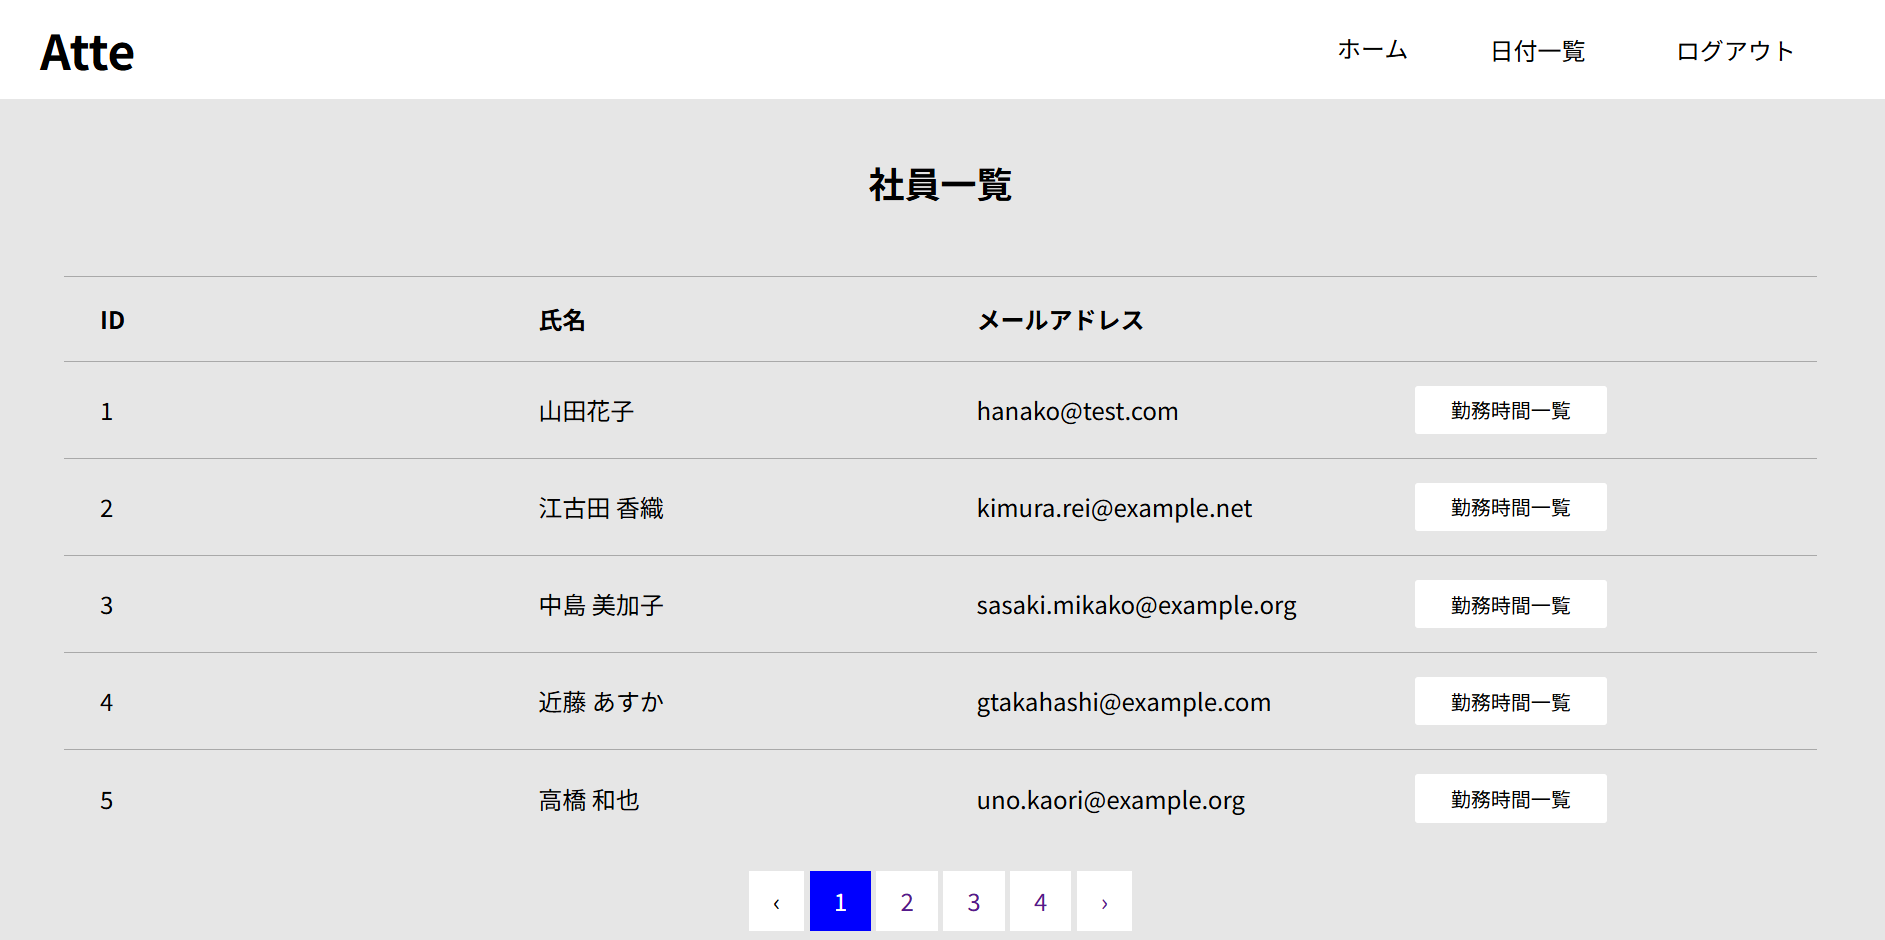 Atte ホーム 日付一覧 ログアウト
社員一覧
ID 氏名 メールアドレス
1 山田花子 hanako@test.com 勤務時間一覧
2 江古田 香織 kimura.rei@example.net 勤務時間一覧
3 中島 美加子 sasaki.mikako@example.org 勤務時間一覧
4 近藤 あすか gtakahashi@example.com 勤務時間一覧
5 高橋 和也 uno.kaori@example.org 勤務時間一覧
‹ 1 2 3 4 ›